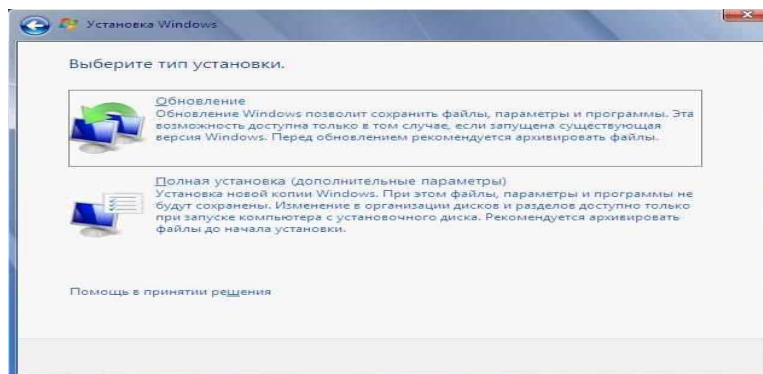 Установка Windows
Выберите тип установки.
Обновление
Обновление Windows позволит сохранить файлы, параметры и программы. Эта
возможность доступна только в том случае, если запущена существующая
версия Windows. Перед обновлением рекомендуется архивировать файлы.
Полная установка (дополнительные параметры)
Установка новой копии Windows. При этом файлы, параметры и программы не
будут сохранены. Изменение в организации дисков и разделов доступно только
при запуске компьютера с установочного диска. Рекомендуется архивировать
файлы до начала установки.
Помощь в принятии решения